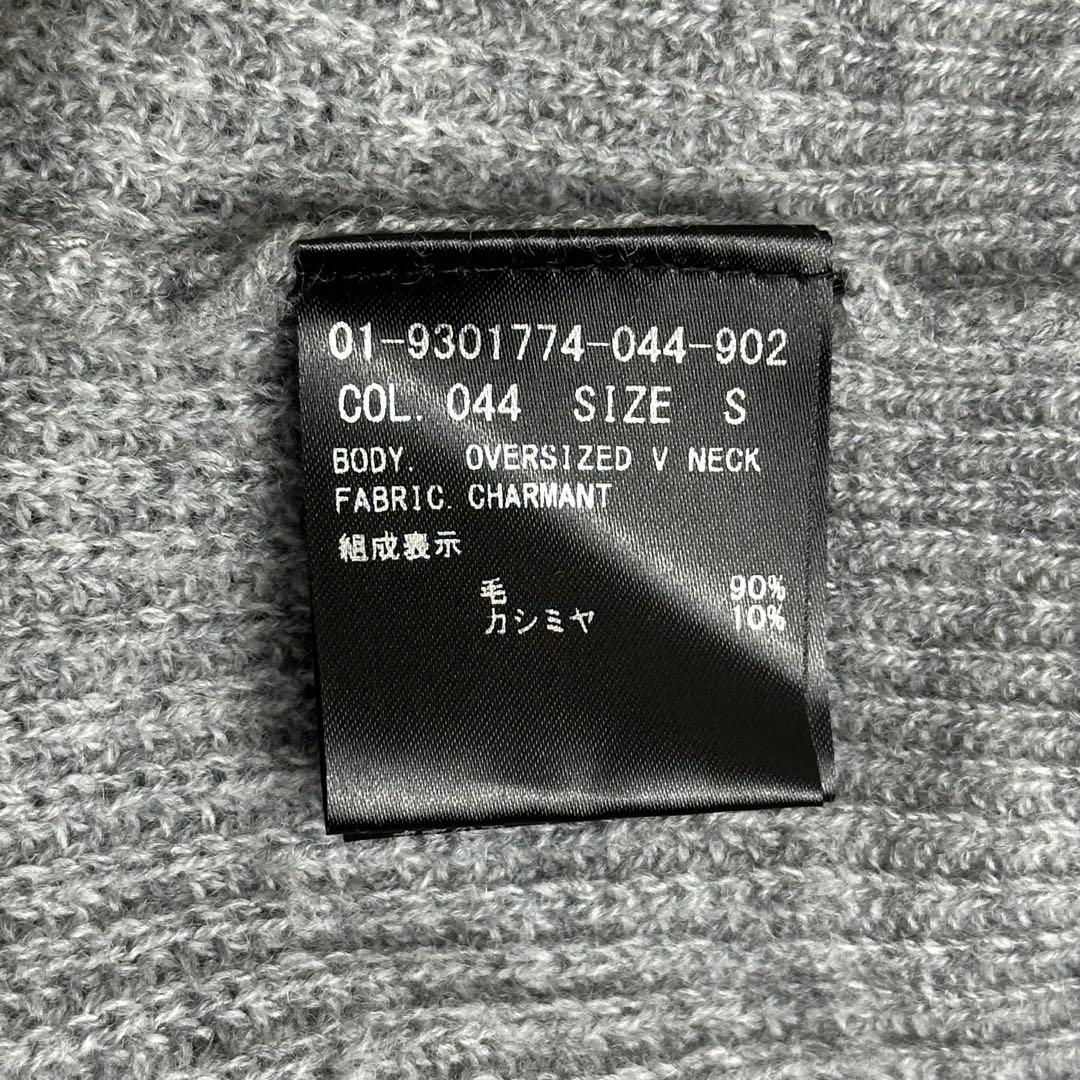 01-9301774-044-902
COL. 044 SIZE S
BODY. OVERSIZED V NECK
FABRIC. CHARMANT
組成表示
毛 90%
カシミヤ 10%